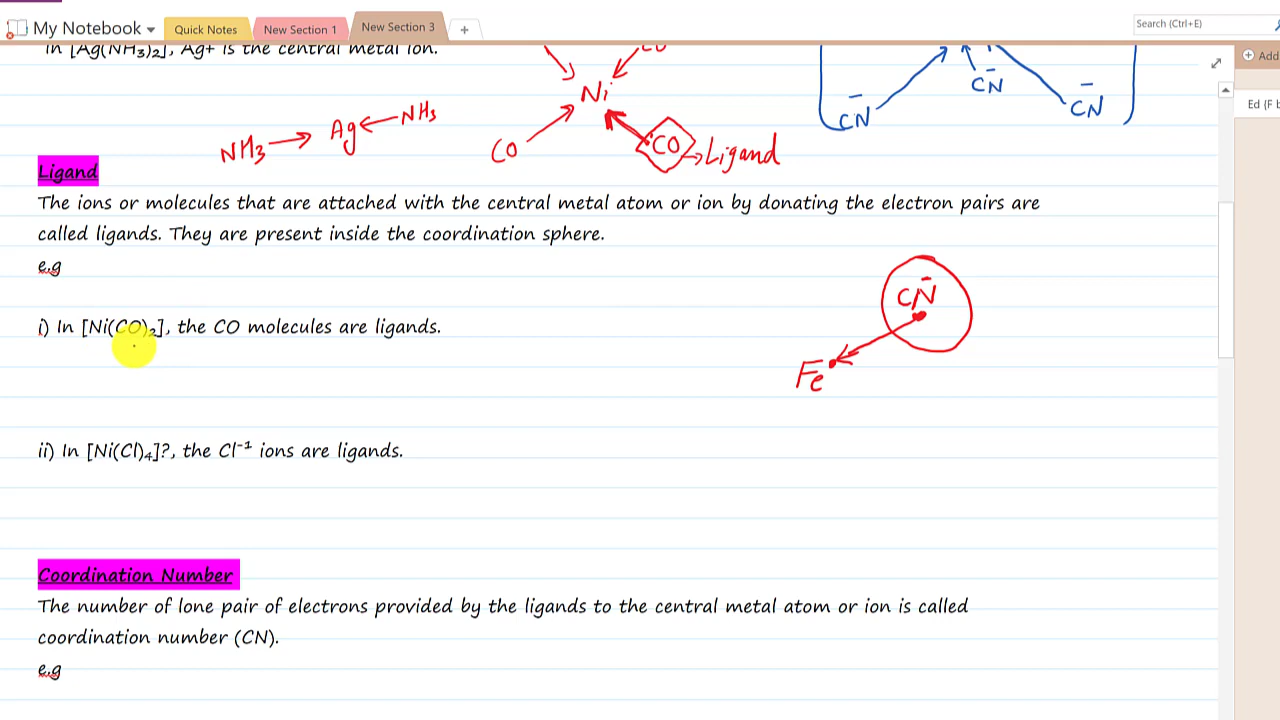 My Notebook
Quick Notes
New Section 1
New Section 3
+
Search (Ctrl+E)
Add
In [Ag(NH₃)₂], Ag+ is the central metal ion.
CO
Ni
C̄N
C̄N
C̄N
NH₃ → Ag ← NH₃
CO
CO → Ligand
Ed {F b
Ligand
The ions or molecules that are attached with the central metal atom or ion by donating the electron pairs are
called ligands. They are present inside the coordination sphere.
e.g
CN̄
i) In [Ni(CO)₂], the CO molecules are ligands.
Fe
ii) In [Ni(Cl)₄]?, the Cl⁻¹ ions are ligands.
Coordination Number
The number of lone pair of electrons provided by the ligands to the central metal atom or ion is called
coordination number (CN).
e.g